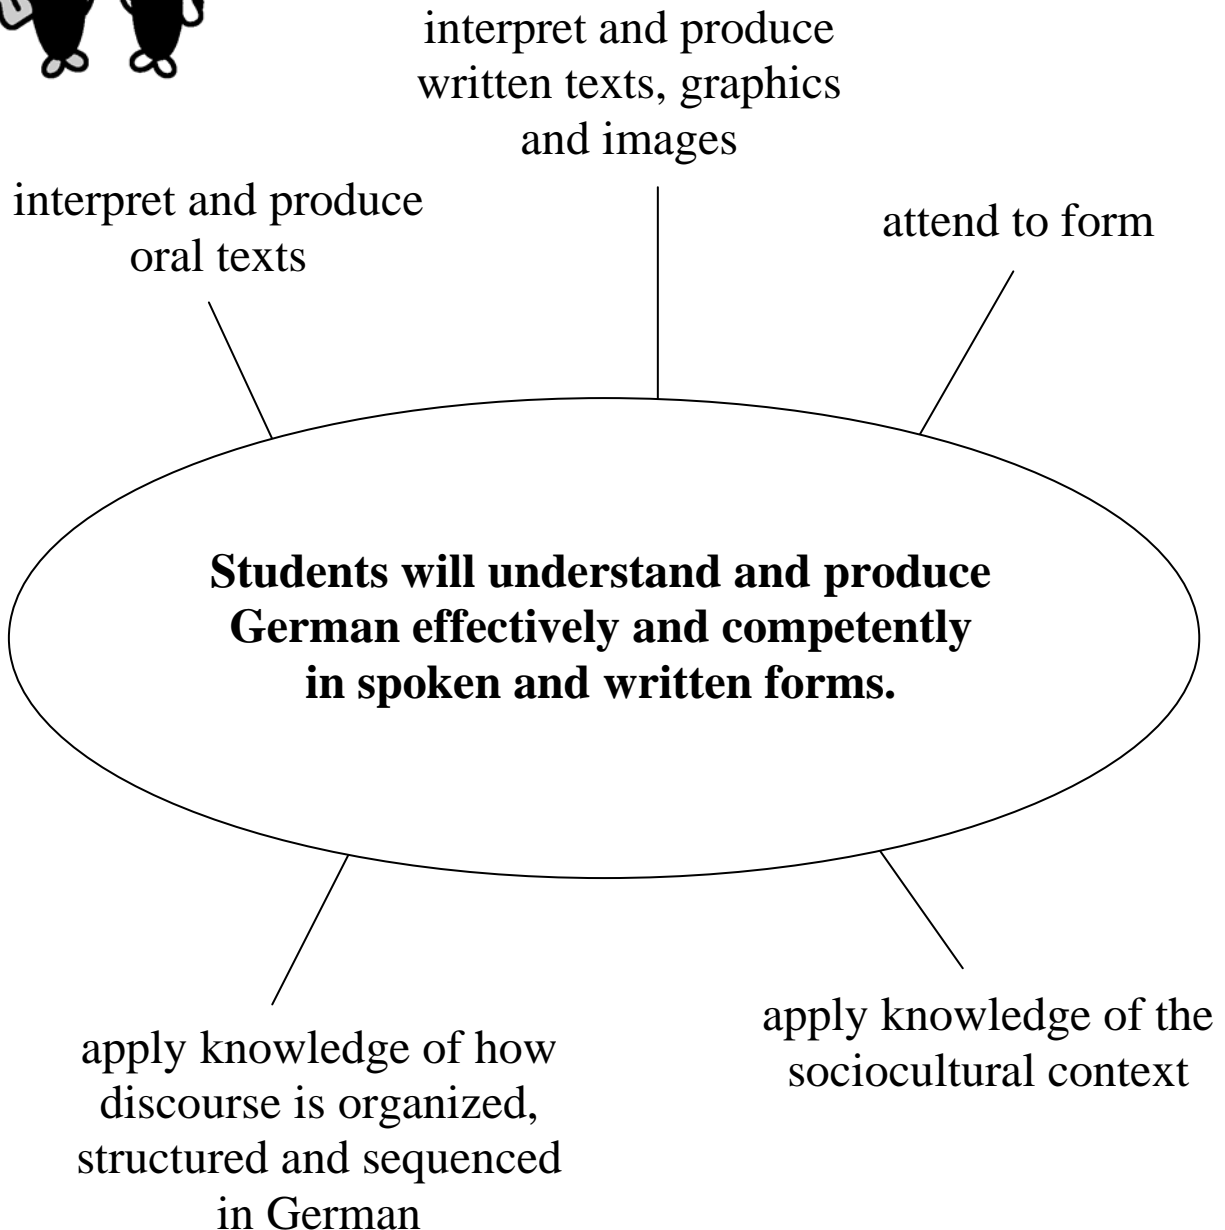 interpret and produce
written texts, graphics
and images
interpret and produce
oral texts
attend to form
Students will understand and produce
German effectively and competently
in spoken and written forms.
apply knowledge of how
discourse is organized,
structured and sequenced
in German
apply knowledge of the
sociocultural context